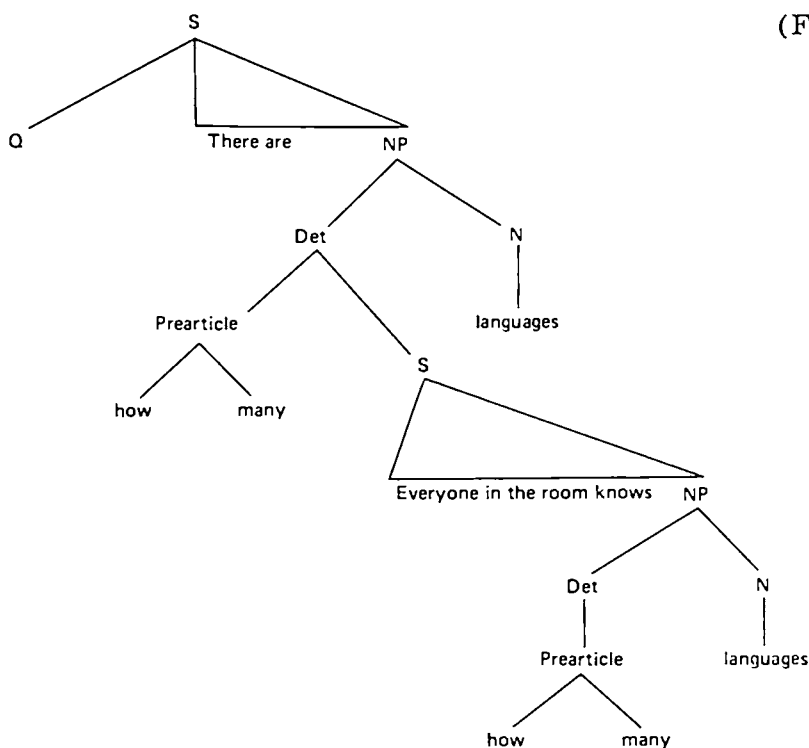 (F
S
Q There are NP
Det N
Prearticle languages
S
how many
Everyone in the room knows NP
Det N
Prearticle languages
how many